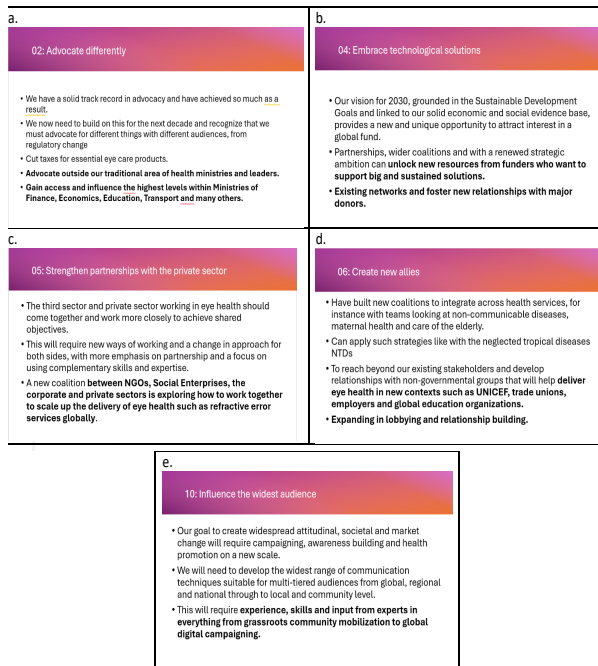 a.
02: Advocate differently
• We have a solid track record in advocacy and have achieved so much as a
result.
• We now need to build on this for the next decade and recognize that we
must advocate for different things with different audiences, from
regulatory change
• Cut taxes for essential eye care products.
• Advocate outside our traditional area of health ministries and leaders.
• Gain access and influence the highest levels within Ministries of
Finance, Economics, Education, Transport and many others.
b.
04: Embrace technological solutions
• Our vision for 2030, grounded in the Sustainable Development
Goals and linked to our solid economic and social evidence base,
provides a new and unique opportunity to attract interest in a
global fund.
• Partnerships, wider coalitions and with a renewed strategic
ambition can unlock new resources from funders who want to
support big and sustained solutions.
• Existing networks and foster new relationships with major
donors.
c.
05: Strengthen partnerships with the private sector
• The third sector and private sector working in eye health should
come together and work more closely to achieve shared
objectives.
• This will require new ways of working and a change in approach for
both sides, with more emphasis on partnership and a focus on
using complementary skills and expertise.
• A new coalition between NGOs, Social Enterprises, the
corporate and private sectors is exploring how to work together
to scale up the delivery of eye health such as refractive error
services globally.
d.
06: Create new allies
• Have built new coalitions to integrate across health services, for
instance with teams looking at non-communicable diseases,
maternal health and care of the elderly.
• Can apply such strategies like with the neglected tropical diseases
NTDs
• To reach beyond our existing stakeholders and develop
relationships with non-governmental groups that will help deliver
eye health in new contexts such as UNICEF, trade unions,
employers and global education organizations.
• Expanding in lobbying and relationship building.
e.
10: Influence the widest audience
• Our goal to create widespread attitudinal, societal and market
change will require campaigning, awareness building and health
promotion on a new scale.
• We will need to develop the widest range of communication
techniques suitable for multi-tiered audiences from global, regional
and national through to local and community level.
• This will require experience, skills and input from experts in
everything from grassroots community mobilization to global
digital campaigning.